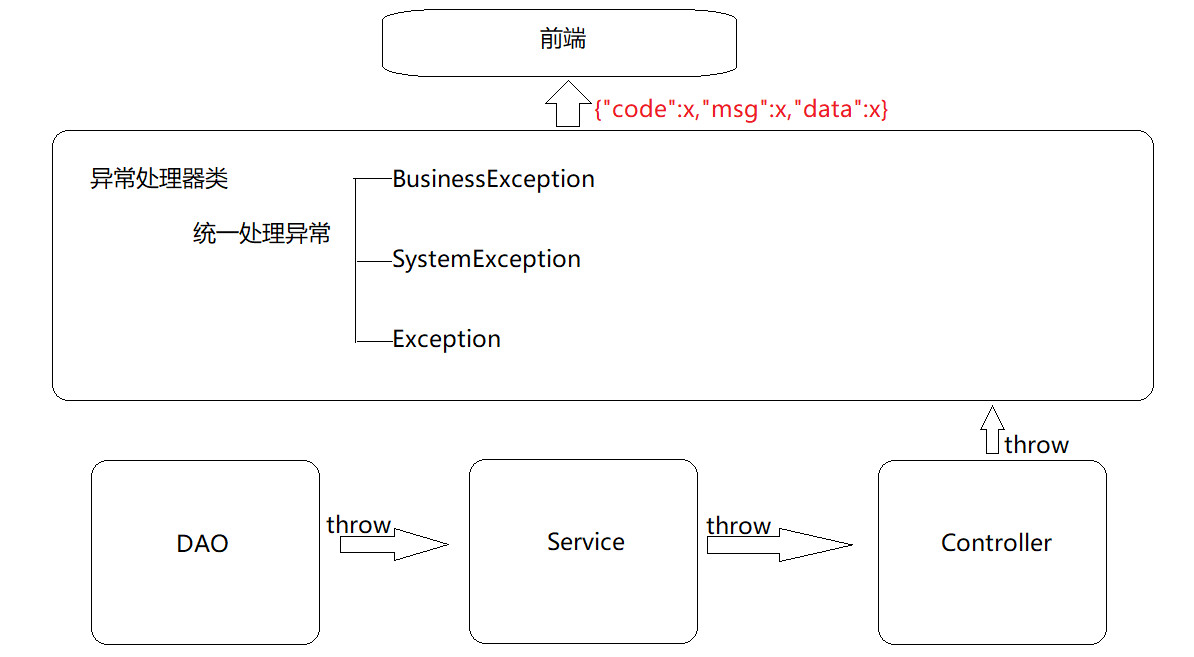 前端
{"code":x,"msg":x,"data":x}
异常处理器类
BusinessException
统一处理异常
SystemException
Exception
throw
throw
throw
DAO
Service
Controller